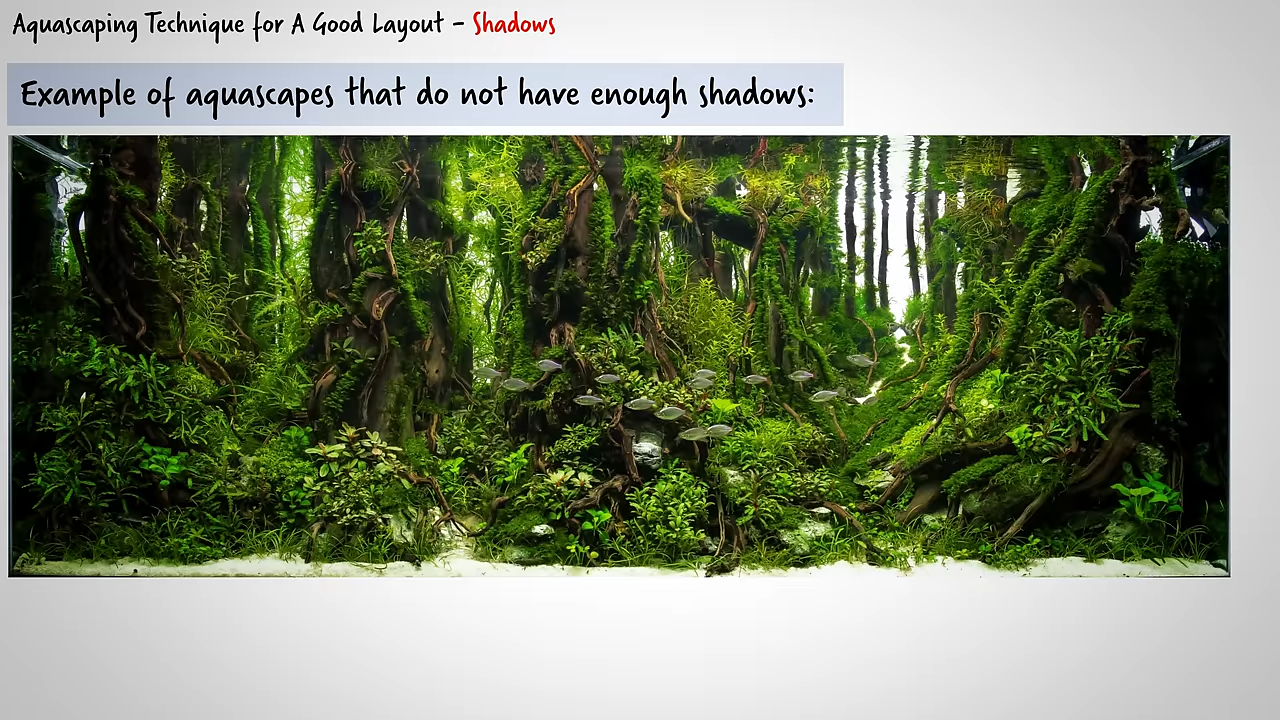 Aquascaping Technique for A Good Layout - Shadows
Example of aquascapes that do not have enough shadows: